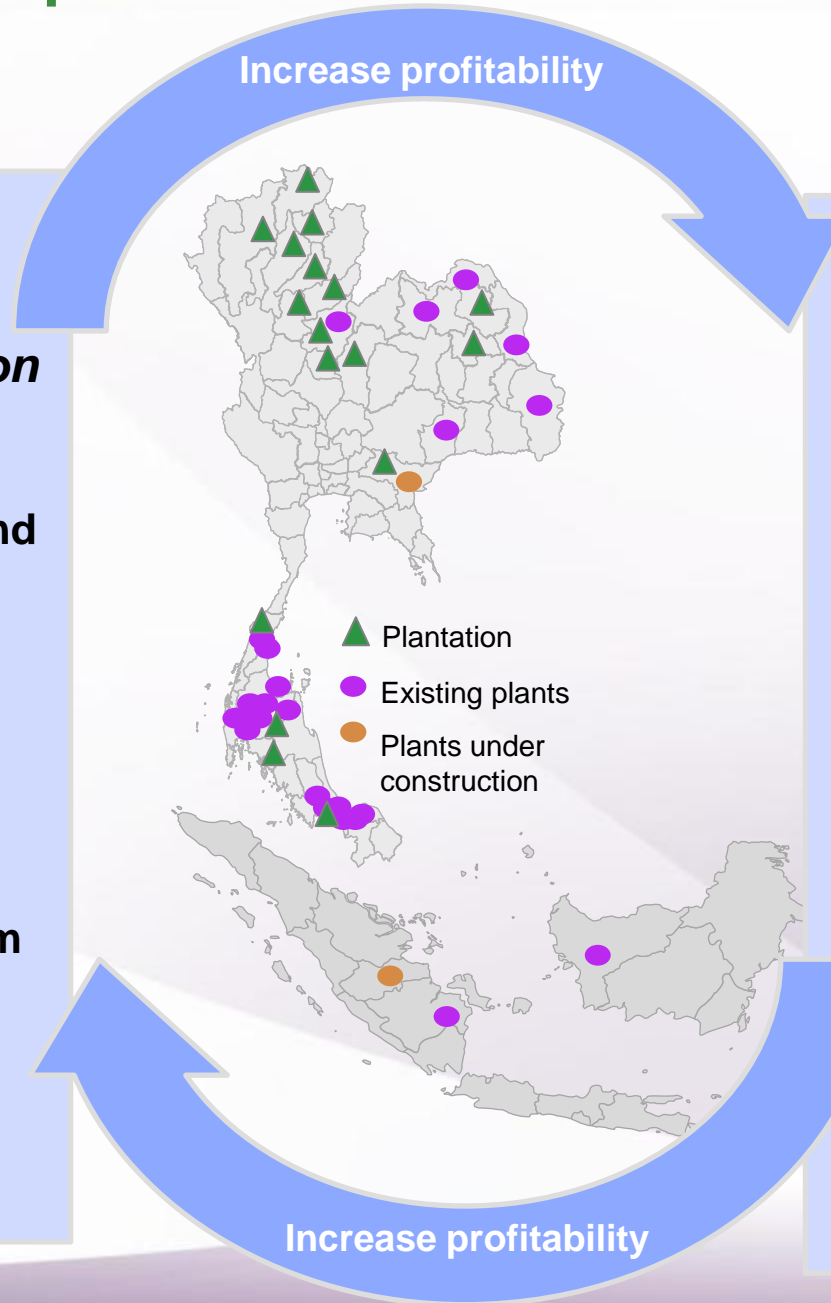 Increase profitability
Plantation
Existing plants
Plants under
construction
Increase profitability